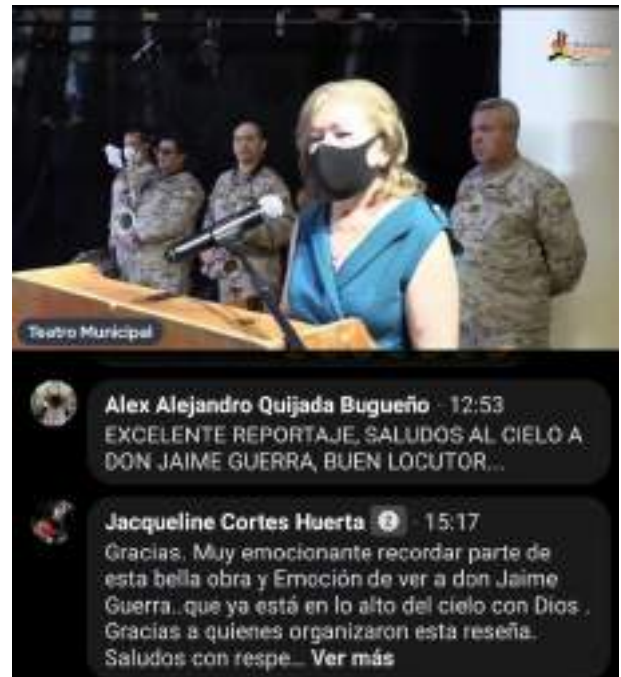 Teatro Municipal
Alex Alejandro Quijada Bugueño · 12:53
EXCELENTE REPORTAJE, SALUDOS AL CIELO A
DON JAIME GUERRA, BUEN LOCUTOR...
Jacqueline Cortes Huerta 2 · 15:17
Gracias. Muy emocionante recordar parte de
esta bella obra y Emoción de ver a don Jaime
Guerra..que ya está en lo alto del cielo con Dios .
Gracias a quienes organizaron esta reseña.
Saludos con respe... Ver más